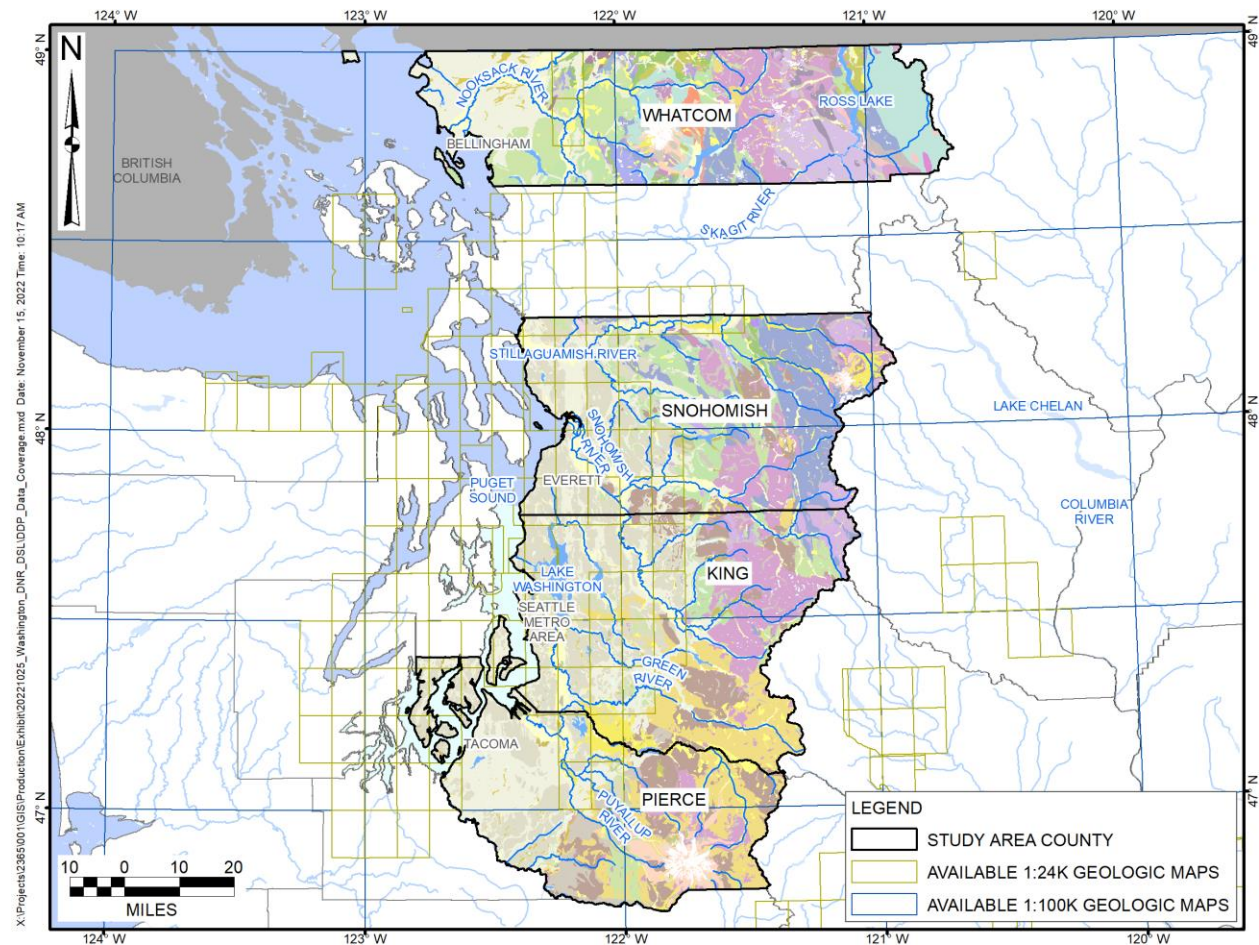 124° W 123° W 122° W 121° W 120° W
49° N
49° N
N
NOOKSACK RIVER
ROSS LAKE
WHATCOM
BELLINGHAM
BRITISH
COLUMBIA
SKAGIT RIVER
STILLAGUAMISH RIVER
SNOHOMISH
LAKE CHELAN
48° N
48° N
SNOHOMISH
RIVER
EVERETT
PUGET
SOUND
COLUMBIA
RIVER
KING
LAKE
WASHINGTON
SEATTLE
METRO
AREA
GREEN
RIVER
TACOMA
PIERCE
PUYALLUP
RIVER
47° N
47° N
LEGEND
STUDY AREA COUNTY
AVAILABLE 1:24K GEOLOGIC MAPS
AVAILABLE 1:100K GEOLOGIC MAPS
10 0 10 20
MILES
124° W 123° W 122° W 121° W 120° W
X:\Projects\2365\001\GIS\Production\Exhibit\20221025_Washington_DNR_DSL\DDP_Data_Coverage.mxd Date: November 15, 2022 Time: 10:17 AM